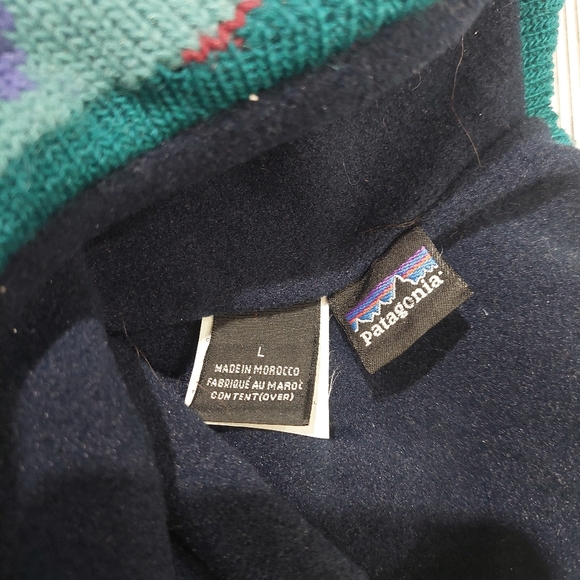 L
MADE IN MOROCCO
FABRIQUÉ AU MAROC
CONTENT(OVER)
patagonia